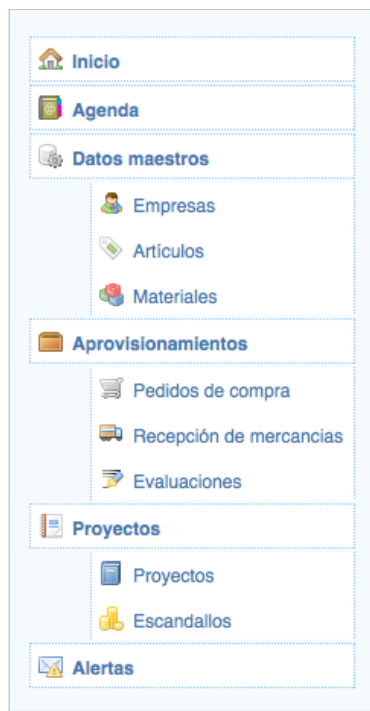 Inicio
Agenda
Datos maestros
Empresas
Artículos
Materiales
Aprovisionamientos
Pedidos de compra
Recepción de mercancias
Evaluaciones
Proyectos
Proyectos
Escandallos
Alertas